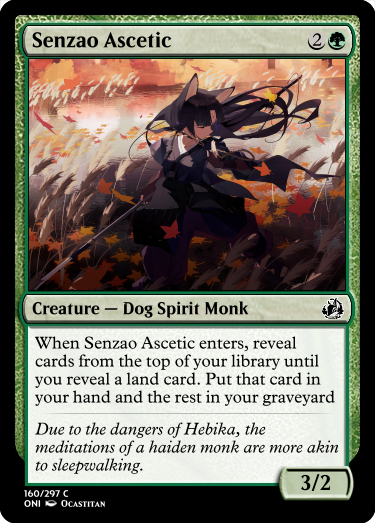 Senzao Ascetic 2
Creature — Dog Spirit Monk
When Senzao Ascetic enters, reveal
cards from the top of your library until
you reveal a land card. Put that card in
your hand and the rest in your graveyard
Due to the dangers of Hebika, the
meditations of a haiden monk are more akin
to sleepwalking.
3/2
160/297 C
ONI Ocastitan